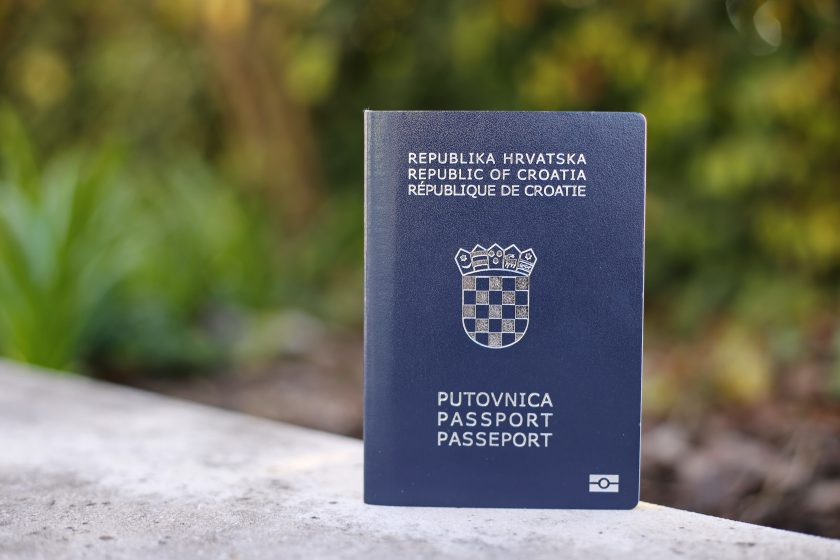 REPUBLIKA HRVATSKA
REPUBLIC OF CROATIA
RÉPUBLIQUE DE CROATIE
PUTOVNICA
PASSPORT
PASSEPORT